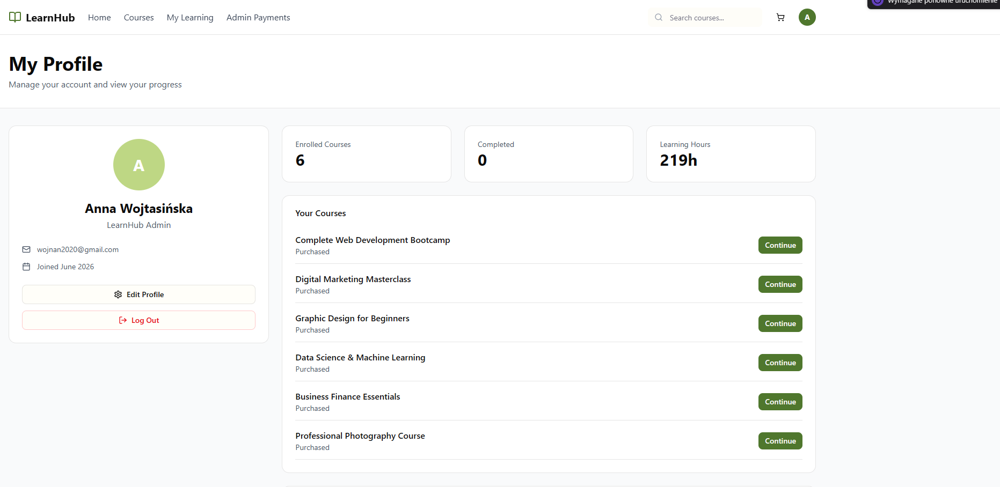 LearnHub Home Courses My Learning Admin Payments Search courses... A
Wymagane ponowne uruchomienie
My Profile
Manage your account and view your progress
A
Anna Wojtasińska
LearnHub Admin
wojnan2020@gmail.com
Joined June 2026
Edit Profile
Log Out
Enrolled Courses
6
Completed
0
Learning Hours
219h
Your Courses
Complete Web Development Bootcamp
Purchased
Continue
Digital Marketing Masterclass
Purchased
Continue
Graphic Design for Beginners
Purchased
Continue
Data Science & Machine Learning
Purchased
Continue
Business Finance Essentials
Purchased
Continue
Professional Photography Course
Purchased
Continue